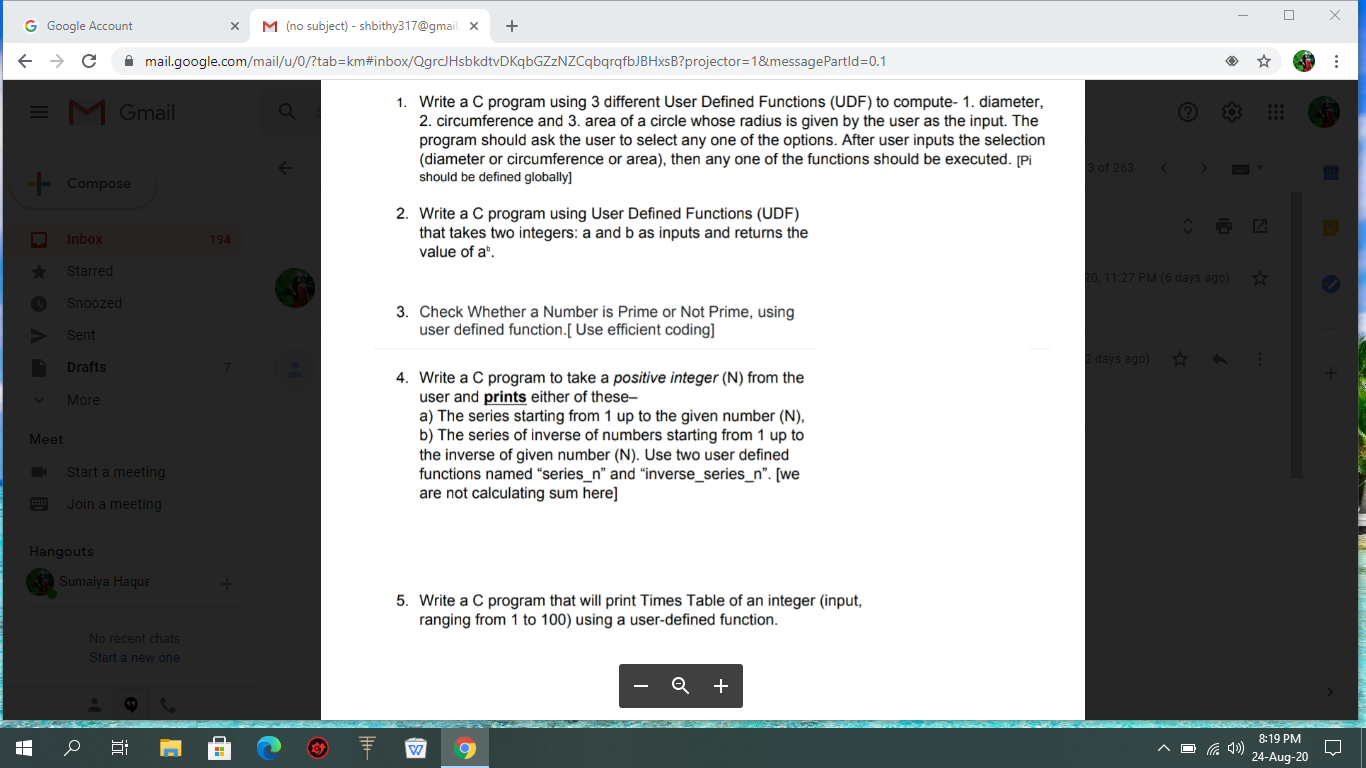 Google Account
(no subject) - shbithy317@gmail
mail.google.com/mail/u/0/?tab=km#inbox/QgrcJHsbkdtvDKqbGZzNZCqbqrqfbJBHxsB?projector=1&messagePartId=0.1
Gmail
Compose
Inbox 194
Starred
Snoozed
Sent
Drafts 7
More
Meet
Start a meeting
Join a meeting
Hangouts
Sumaiya Haque
No recent chats
Start a new one
1. Write a C program using 3 different User Defined Functions (UDF) to compute- 1. diameter,
2. circumference and 3. area of a circle whose radius is given by the user as the input. The
program should ask the user to select any one of the options. After user inputs the selection
(diameter or circumference or area), then any one of the functions should be executed. [Pi
should be defined globally]
2. Write a C program using User Defined Functions (UDF)
that takes two integers: a and b as inputs and returns the
value of aᵇ.
3. Check Whether a Number is Prime or Not Prime, using
user defined function.[ Use efficient coding]
4. Write a C program to take a positive integer (N) from the
user and prints either of these–
a) The series starting from 1 up to the given number (N),
b) The series of inverse of numbers starting from 1 up to
the inverse of given number (N). Use two user defined
functions named “series_n” and “inverse_series_n”. [we
are not calculating sum here]
5. Write a C program that will print Times Table of an integer (input,
ranging from 1 to 100) using a user-defined function.
3 of 263
20, 11:27 PM (6 days ago)
2 days ago)
8:19 PM
24-Aug-20